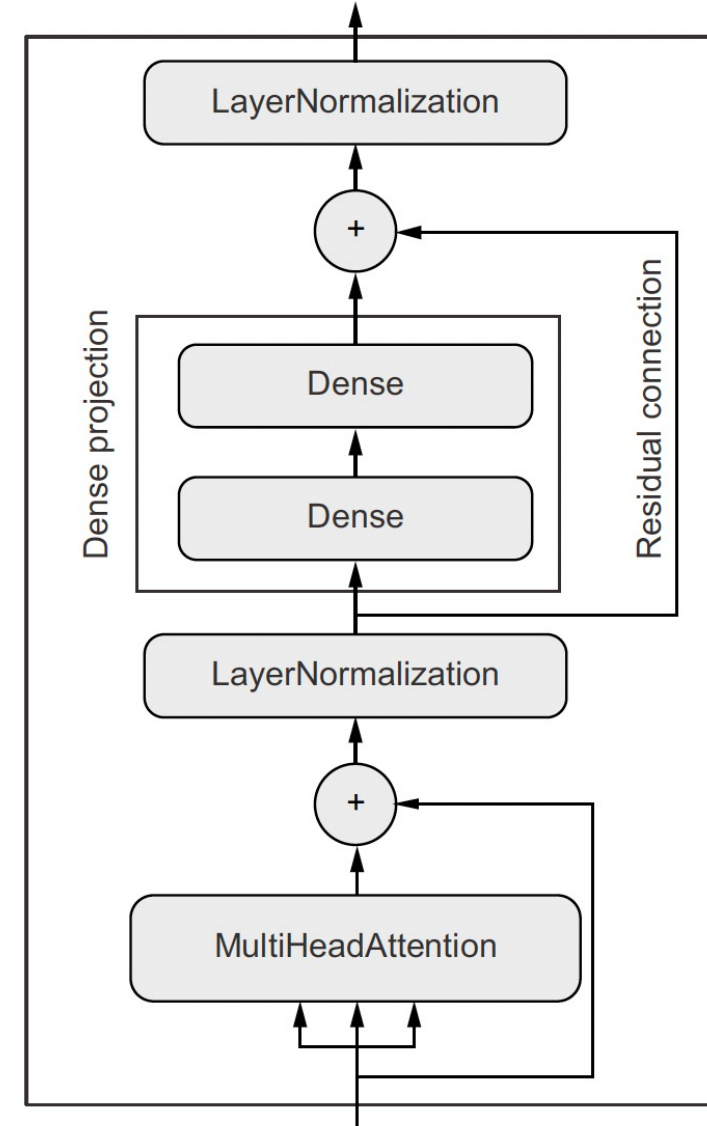 LayerNormalization
+
Dense projection
Dense
Dense
Residual connection
LayerNormalization
+
MultiHeadAttention